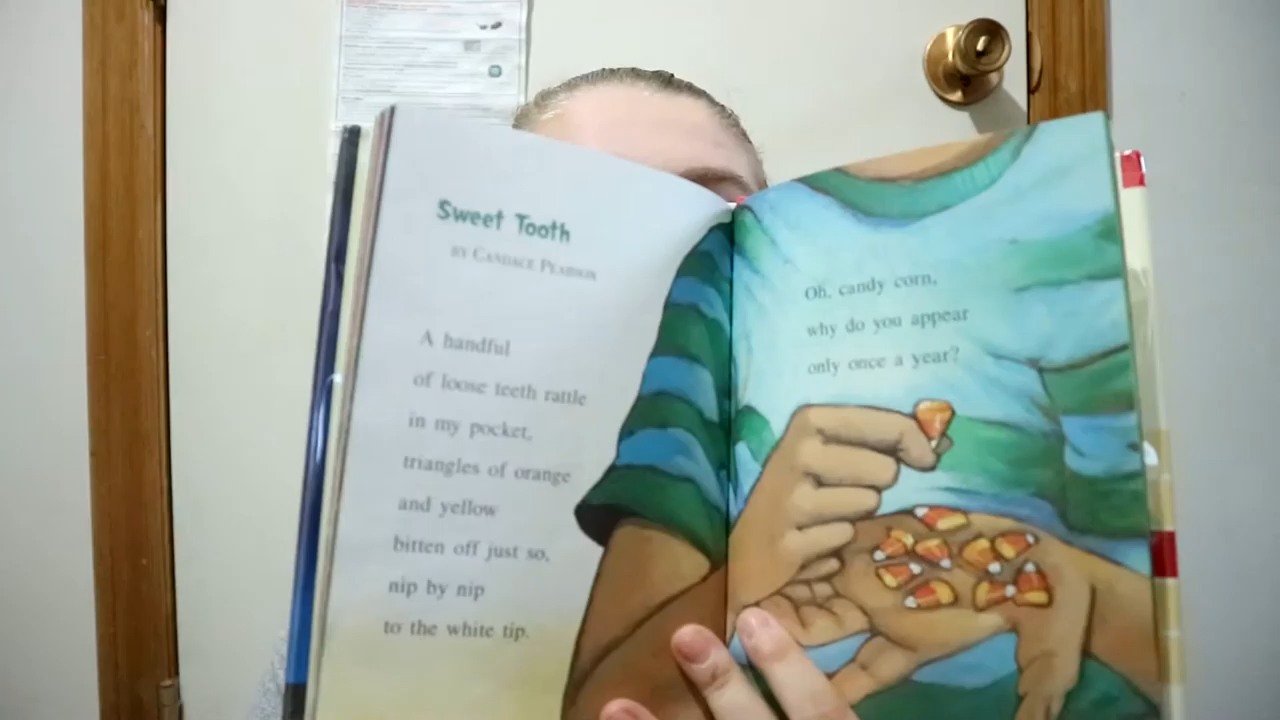 Sweet Tooth
BY CANDACE PEARSON
A handful
of loose teeth rattle
in my pocket,
triangles of orange
and yellow
bitten off just so,
nip by nip
to the white tip.
Oh, candy corn,
why do you appear
only once a year?